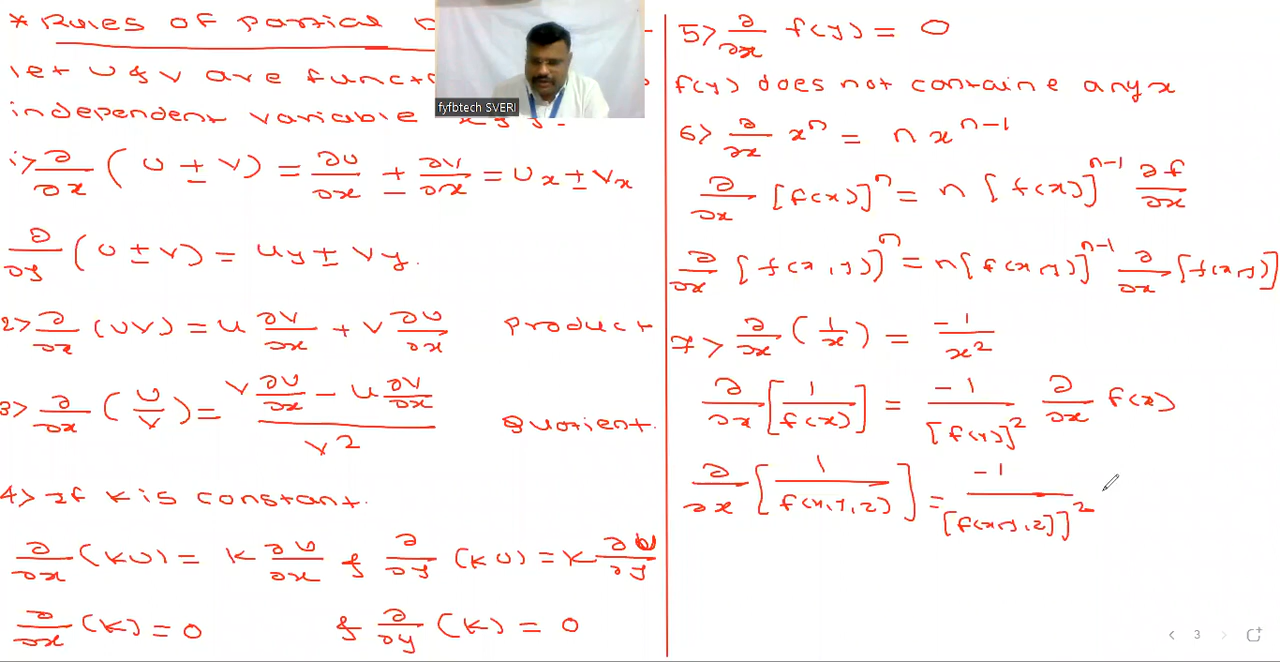 * Rules of Partial
let U & V are funct
independent variable x, y.
1> ∂/∂x (U ± V) = ∂U/∂x ± ∂V/∂x = Ux ± Vx
∂/∂y (U ± V) = Uy ± Vy.
2> ∂/∂x (UV) = U ∂V/∂x + V ∂U/∂x Product
3> ∂/∂x (U/V) = (V ∂U/∂x - U ∂V/∂x) / V² Quotient.
4> If K is constant.
∂/∂x (KU) = K ∂U/∂x & ∂/∂y (KU) = K ∂U/∂y
∂/∂x (K) = 0 & ∂/∂y (K) = 0
5> ∂/∂x f(y) = 0
f(y) does not containe any x
6> ∂/∂x x^n = n x^(n-1)
∂/∂x [f(x)]^n = n [f(x)]^(n-1) ∂f/∂x
∂/∂x [f(x,y)]^n = n[f(x,y)]^(n-1) ∂/∂x [f(x,y)]
7> ∂/∂x (1/x) = -1/x²
∂/∂x [1/f(x)] = -1/[f(x)]² ∂/∂x f(x)
∂/∂x [1/f(x,y,z)] = -1/[f(x,y,z)]²
fyfbtech SVERI
3